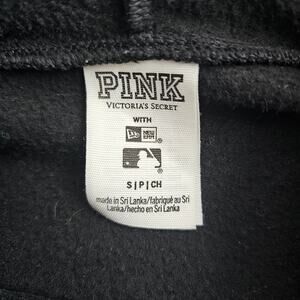 PINK
VICTORIA'S SECRET
WITH
NEW ERA
S|P|CH
made in Sri Lanka/fabriqué au Sri
Lanka/hecho en Sri Lanka